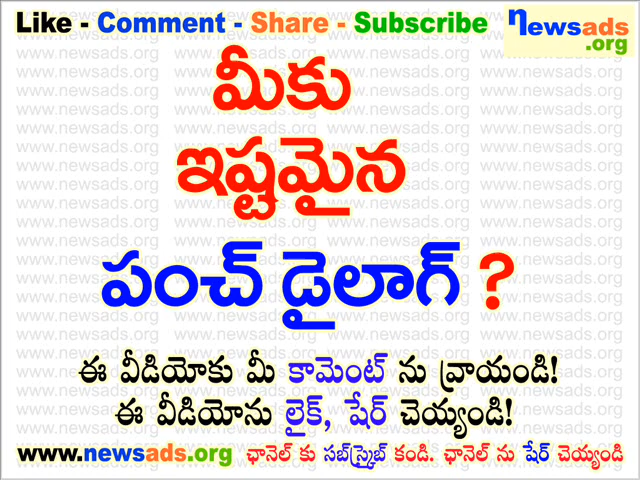 Like - Comment - Share - Subscribe
newsads
.org
మీకు
ఇష్టమైన
పంచ్ డైలాగ్ ?
ఈ వీడియోకు మీ కామెంట్ ను వ్రాయండి!
ఈ వీడియోను లైక్, షేర్ చెయ్యండి!
www.newsads.org ఛానెల్ కు సబ్‌స్క్రైబ్ కండి. ఛానెల్ ను షేర్ చెయ్యండి